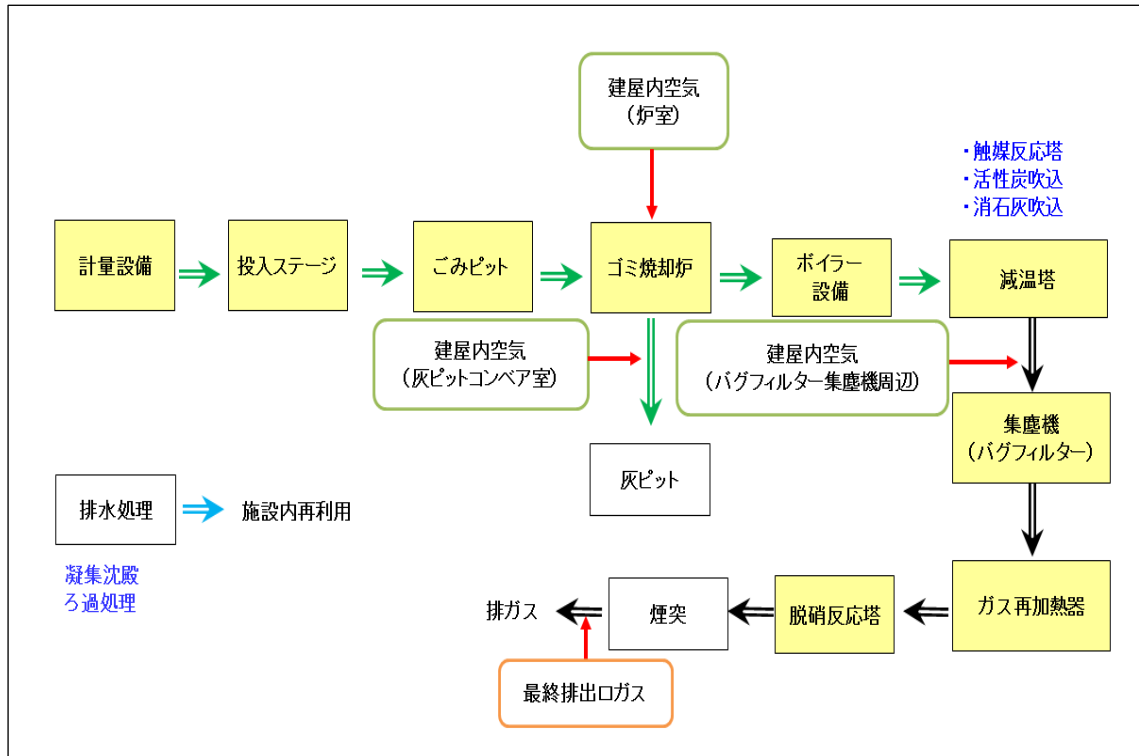 建屋内空気
(炉室)
・触媒反応塔
・活性炭吹込
・消石灰吹込
計量設備
投入ステージ
ごみピット
ゴミ焼却炉
ボイラー
設備
減温塔
建屋内空気
(灰ピットコンベア室)
建屋内空気
(バグフィルター集塵機周辺)
集塵機
(バグフィルター)
灰ピット
排水処理
施設内再利用
凝集沈殿
ろ過処理
排ガス
煙突
脱硝反応塔
ガス再加熱器
最終排出口ガス